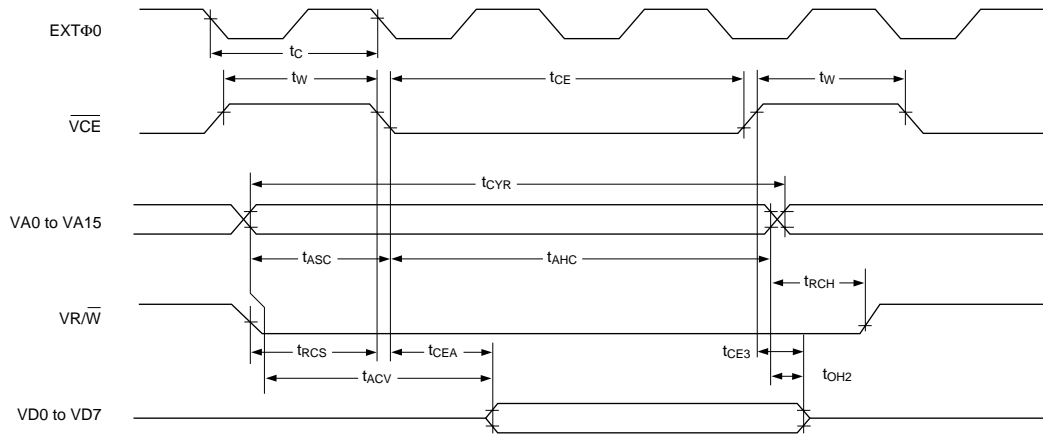 EXTΦ0
tC
tW
tCE
tW
VCE
tCYR
VA0 to VA15
tASC
tAHC
tRCH
VR/W
tRCS
tCEA
tCE3
tACV
tOH2
VD0 to VD7